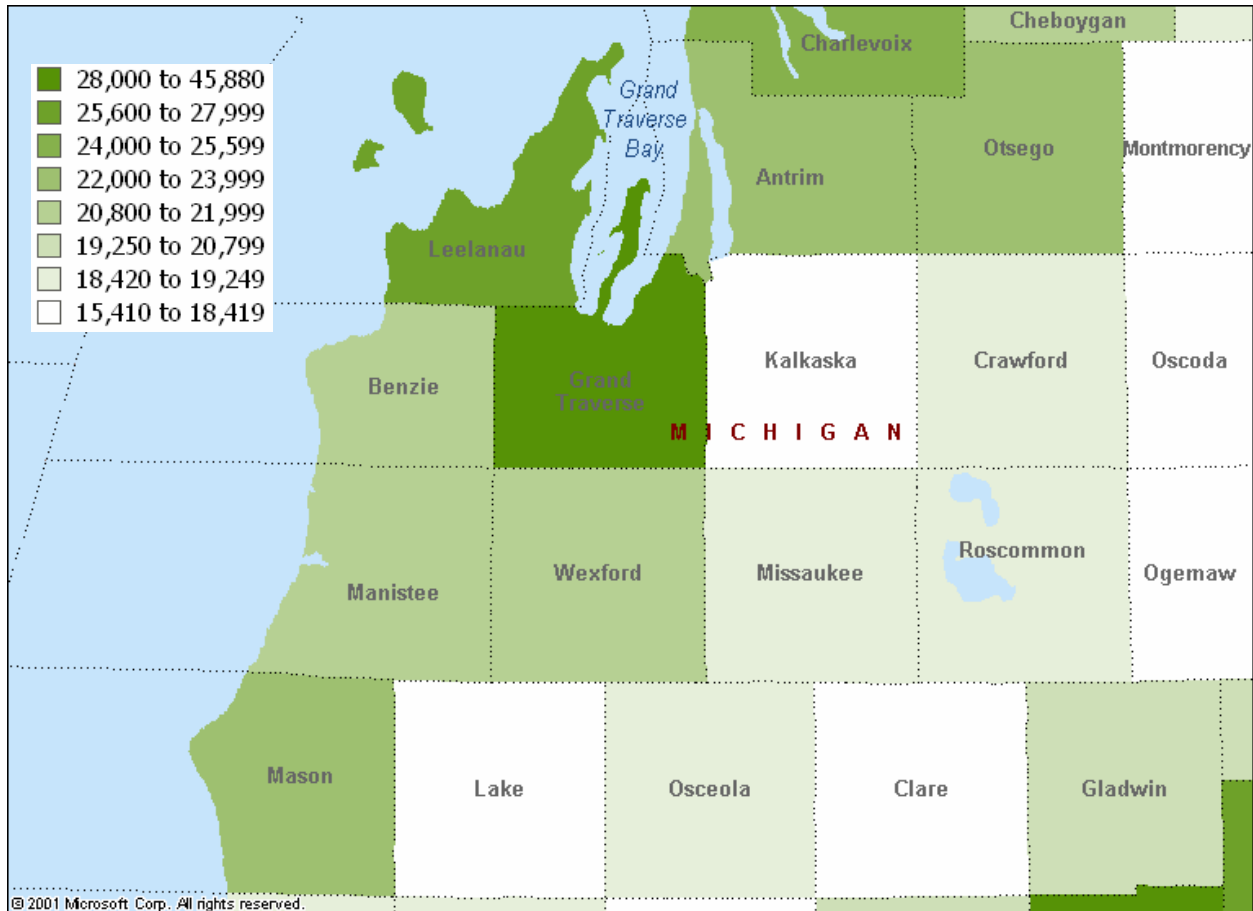 Cheboygan
Charlevoix
28,000 to 45,880
25,600 to 27,999
24,000 to 25,599
22,000 to 23,999
20,800 to 21,999
19,250 to 20,799
18,420 to 19,249
15,410 to 18,419
Grand
Traverse
Bay
Otsego
Montmorency
Antrim
Leelanau
Kalkaska
Crawford
Oscoda
Benzie
Grand
Traverse
MICHIGAN
Roscommon
Wexford
Missaukee
Ogemaw
Manistee
Mason
Lake
Osceola
Clare
Gladwin
© 2001 Microsoft Corp. All rights reserved.